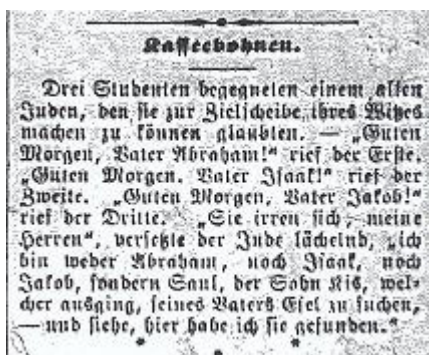 Kaffeebohnen.
Drei Studenten begegneten einem alten
Juden, den sie zur Zielscheibe ihres Witzes
machen zu können glaubten. — „Guten
Morgen, Vater Abraham!“ rief der Erste.
„Guten Morgen. Vater Isaak!“ rief der
Zweite. „Guten Morgen, Vater Jakob!“
rief der Dritte. „Sie irren sich, meine
Herren“, versetzte der Jude lächelnd, „ich
bin weder Abraham, noch Isaak, noch
Jakob, sondern Saul, der Sohn Kis, wel-
cher ausging, seines Vaters Esel zu suchen,
— und siehe, hier habe ich sie gefunden.“